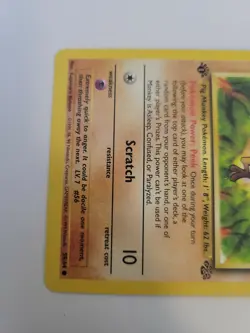 Pig Monkey Pokémon. Length: 1' 8", Weight: 62 lbs.
Pokémon Power: Peek Once during your turn
(before your attack), you may look at one of the
following: the top card of either player's deck, a
random card from your opponent's hand, or one of
either player's Prizes. This power can't be used if
Mankey is Asleep, Confused, or Paralyzed.
Scratch 10
weakness
resistance
retreat cost
Extremely quick to anger. It could be docile one moment,
then thrashing away the next. LV. 7 #56